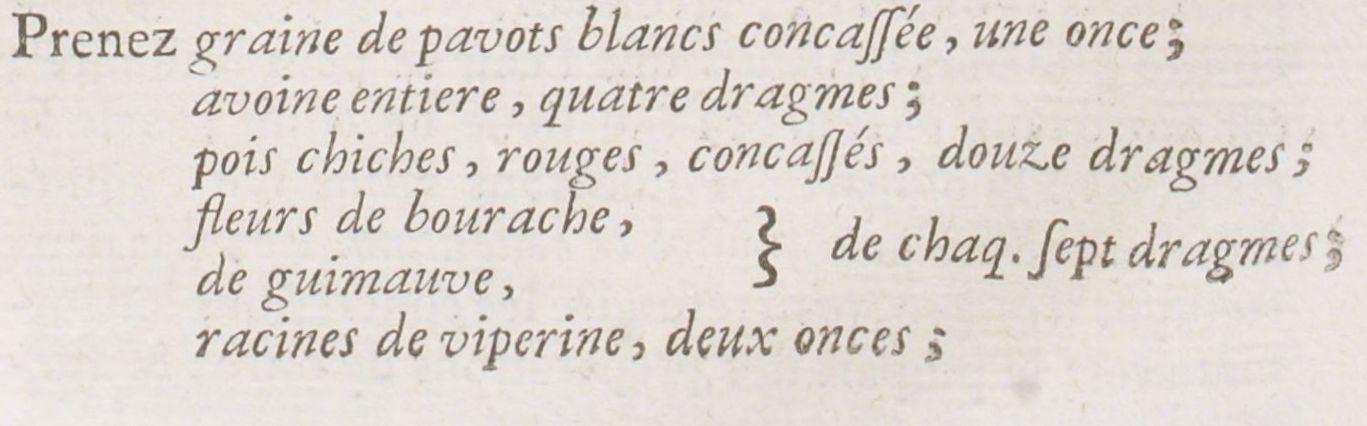 Prenez graine de pavots blancs concaſſée, une once;
avoine entiere, quatre dragmes;
pois chiches, rouges, concaſſés, douze dragmes;
fleurs de bourache,
de guimauve,
} de chaq. ſept dragmes;
racines de viperine, deux onces;